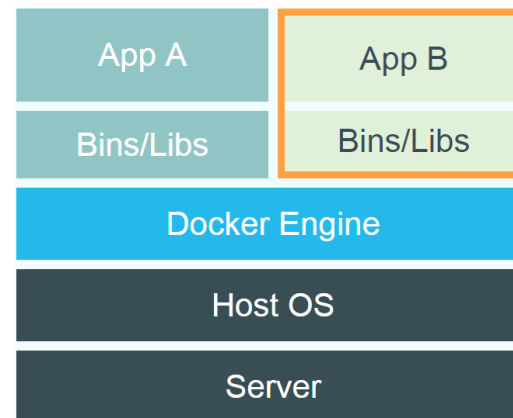 App A
App B
Bins/Libs
Bins/Libs
Docker Engine
Host OS
Server